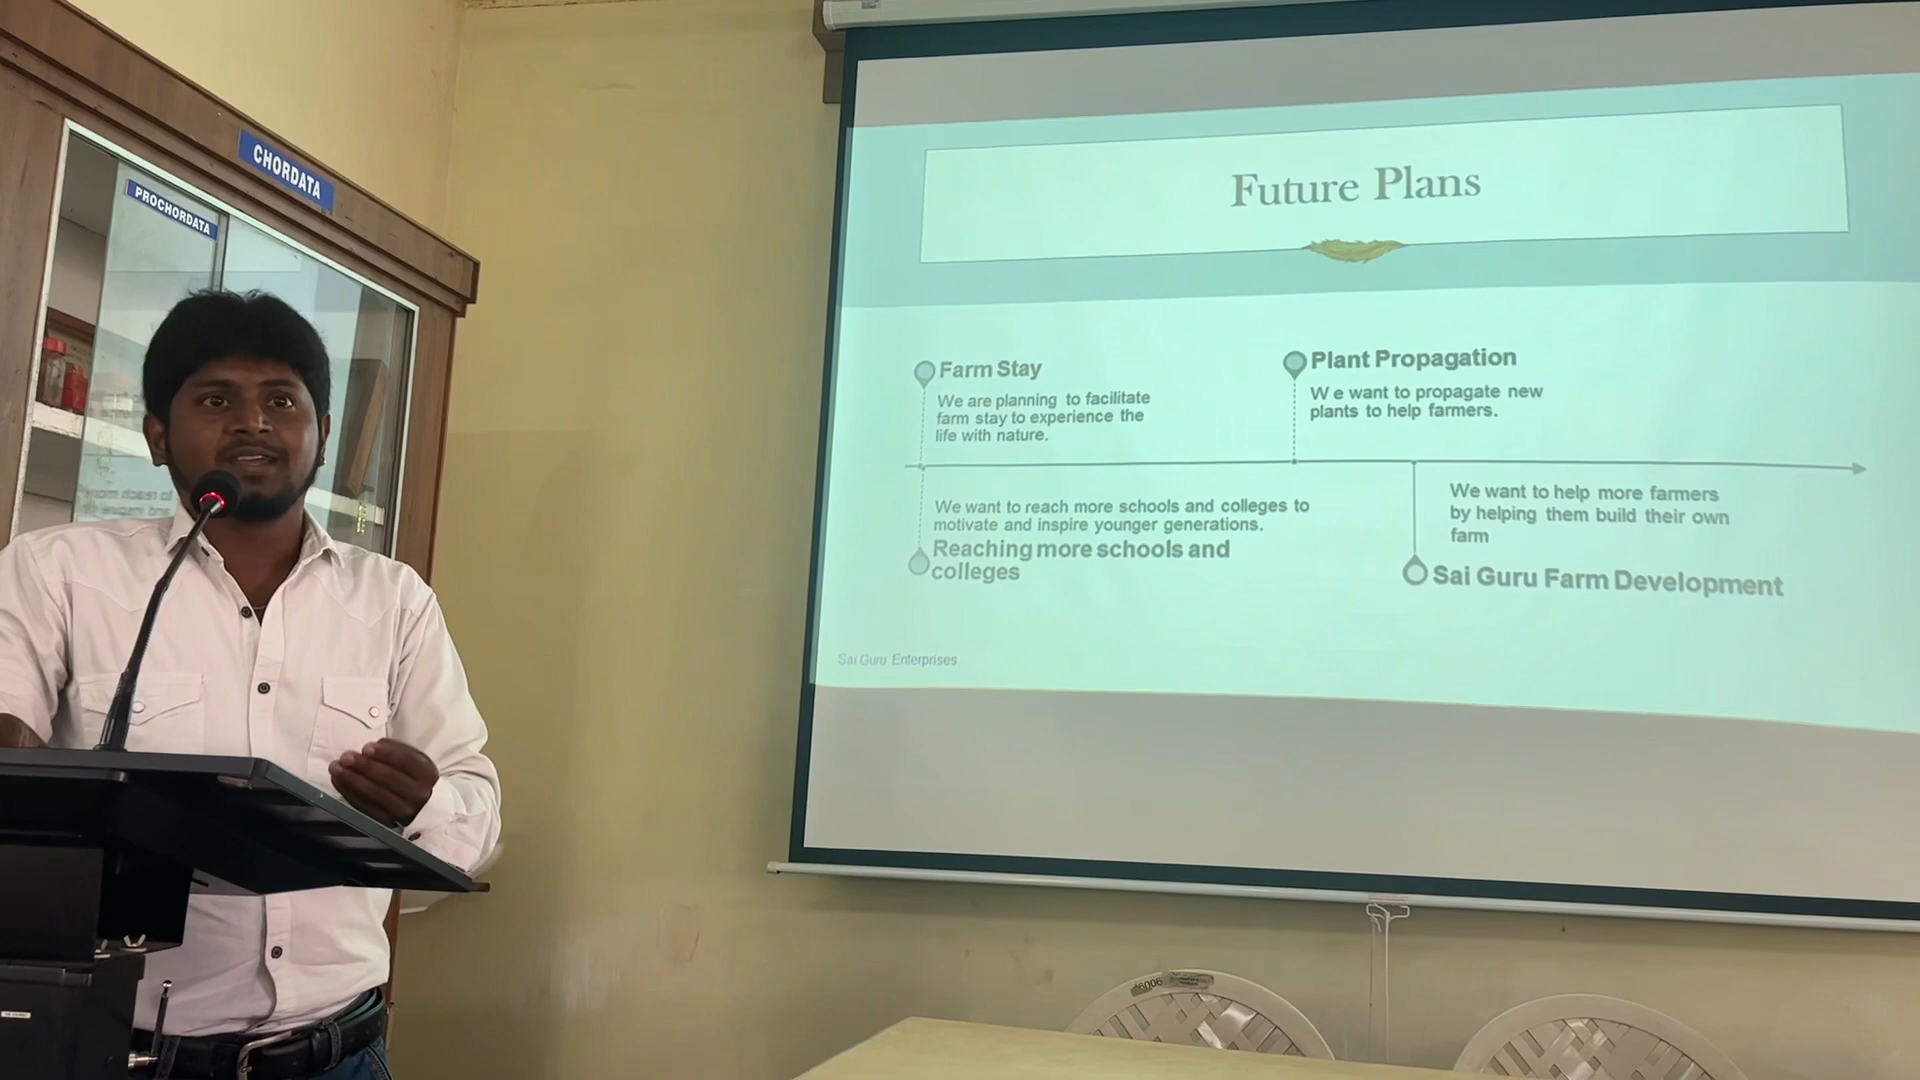 CHORDATA
PROCHORDATA
Future Plans
Farm Stay
We are planning to facilitate
farm stay to experience the
life with nature.
Plant Propagation
We want to propagate new
plants to help farmers.
We want to reach more schools and colleges to
motivate and inspire younger generations.
Reaching more schools and
colleges
We want to help more farmers
by helping them build their own
farm
Sai Guru Farm Development
Sai Guru Enterprises